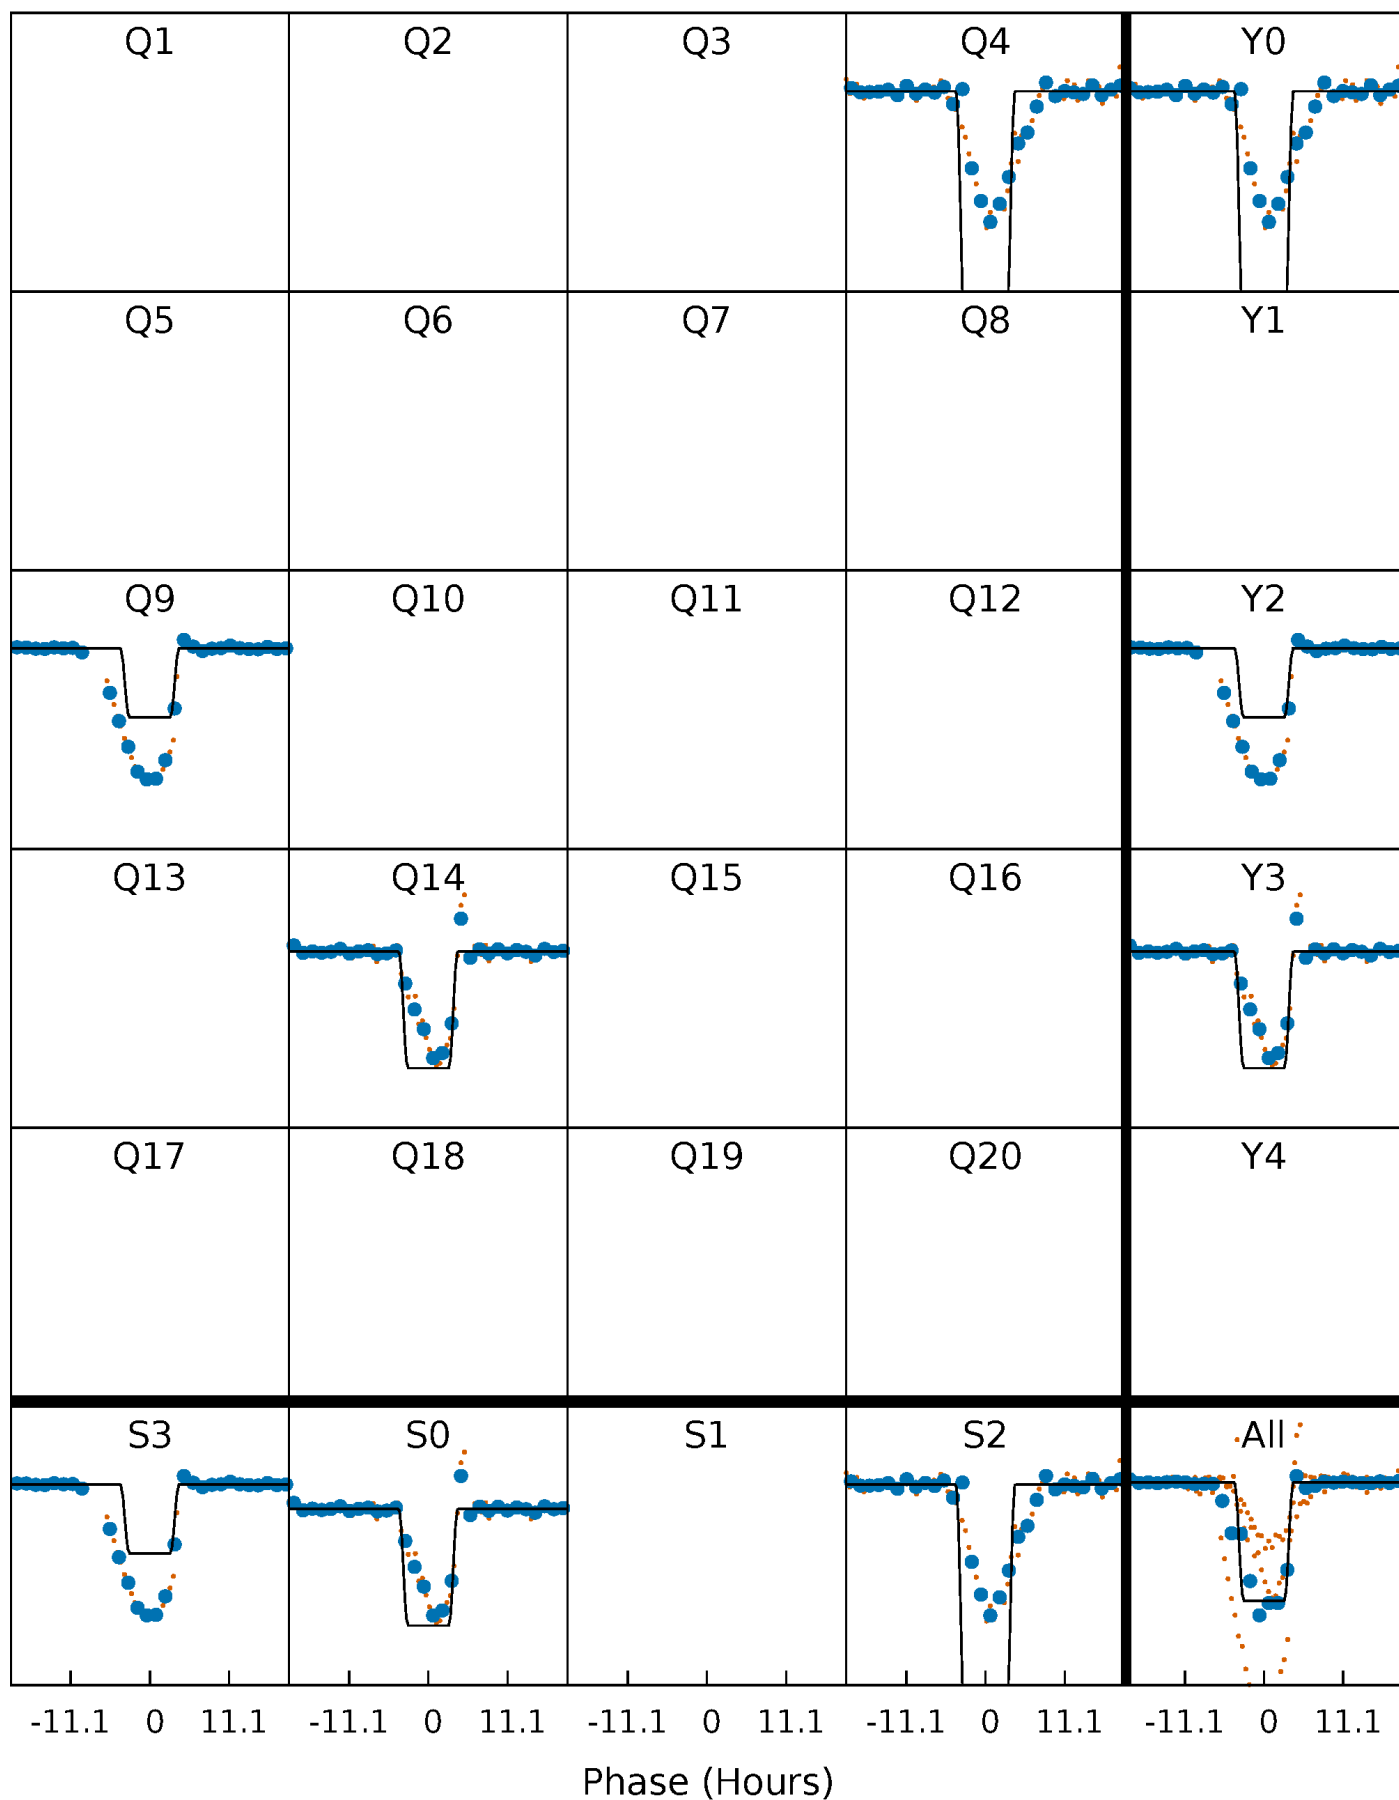 Q1 Q2 Q3 Q4 Y0
Q5 Q6 Q7 Q8 Y1
Q9 Q10 Q11 Q12 Y2
Q13 Q14 Q15 Q16 Y3
Q17 Q18 Q19 Q20 Y4
S3 S0 S1 S2 All
-11.1 0 11.1 -11.1 0 11.1 -11.1 0 11.1 -11.1 0 11.1 -11.1 0 11.1
Phase (Hours)